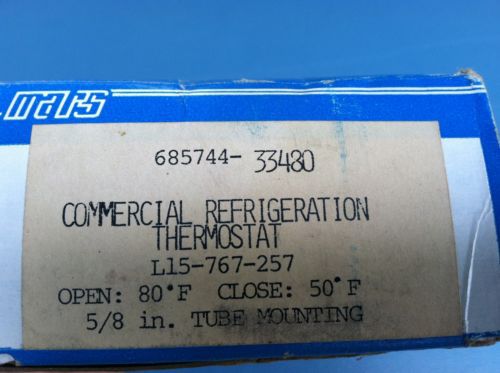 mars
685744-33480
COMMERCIAL REFRIGERATION
THERMOSTAT
L15-767-257
OPEN: 80°F CLOSE: 50°F
5/8 in. TUBE MOUNTING